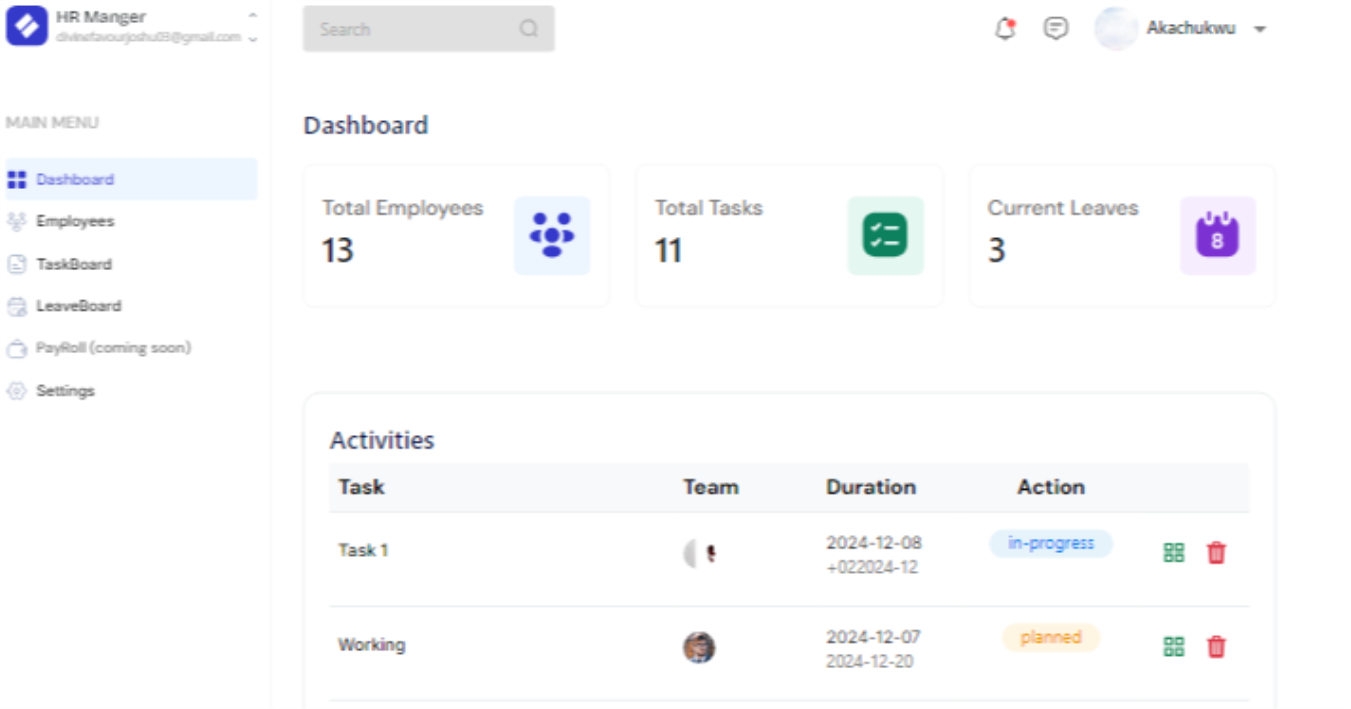 HR Manger
divinefavourjoshu03@gmail.com
Search
Akachukwu
MAIN MENU
Dashboard
Employees
TaskBoard
LeaveBoard
PayRoll (coming soon)
Settings
Dashboard
Total Employees
13
Total Tasks
11
Current Leaves
3
8
Activities
Task Team Duration Action
Task 1 2024-12-08 in-progress
+022024-12
Working 2024-12-07 planned
2024-12-20